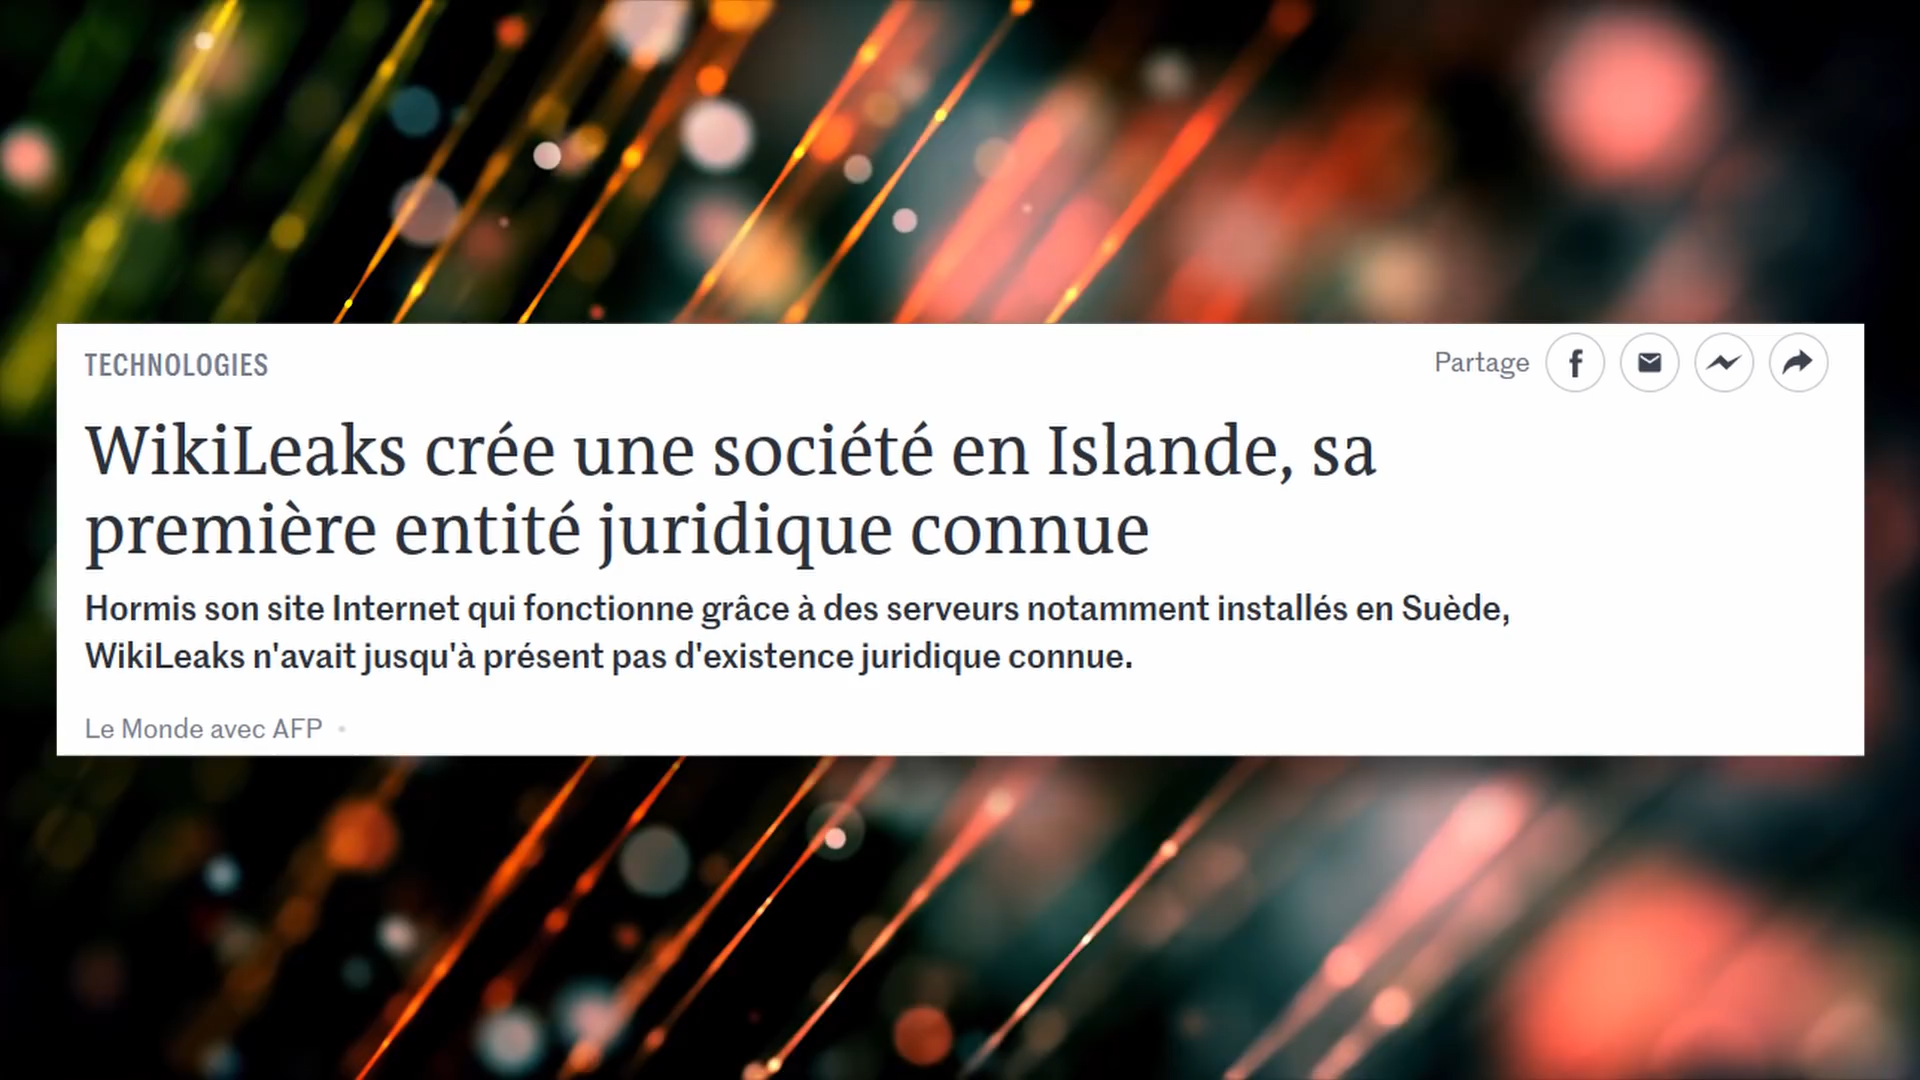 TECHNOLOGIES
Partage
WikiLeaks crée une société en Islande, sa
première entité juridique connue
Hormis son site Internet qui fonctionne grâce à des serveurs notamment installés en Suède,
WikiLeaks n'avait jusqu'à présent pas d'existence juridique connue.
Le Monde avec AFP